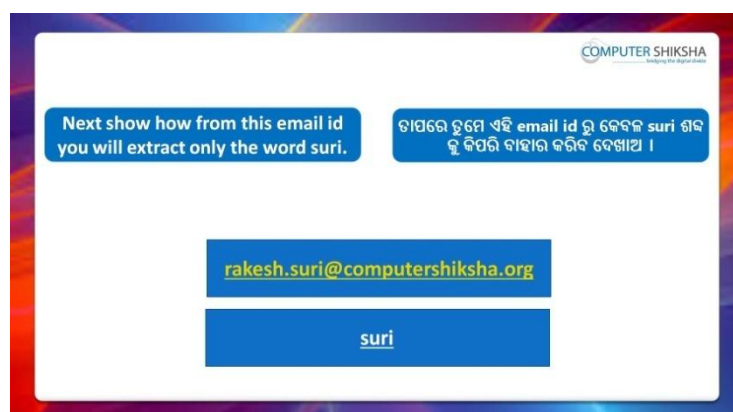 COMPUTER SHIKSHA
bridging the digital divide
Next show how from this email id
you will extract only the word suri.
ତାପରେ ତୁମେ ଏହି email id ରୁ କେବଳ suri ଶବ୍ଦ
କୁ କିପରି ବାହାର କରିବ ଦେଖାଅ ।
rakesh.suri@computershiksha.org
suri